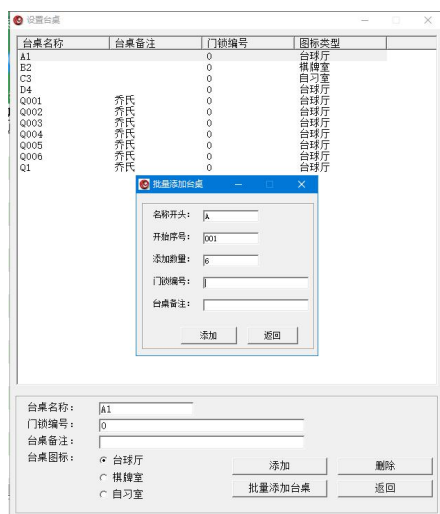 设置台桌
台桌名称 台桌备注 门锁编号 图标类型
A1 0 台球厅
B2 0 棋牌室
C3 0 自习室
D4 0 台球厅
Q001 乔氏 0 台球厅
Q002 乔氏 0 台球厅
Q003 乔氏 0 台球厅
Q004 乔氏 0 台球厅
Q005 乔氏 0 台球厅
Q006 乔氏 0 台球厅
Q1 乔氏 0 台球厅
批量添加台桌
名称开头: A
开始序号: 001
添加数量: 6
门锁编号:
台桌备注:
添加 返回
台桌名称: A1
门锁编号: 0
台桌备注:
台桌图标: 台球厅
棋牌室
自习室
添加 删除
批量添加台桌 返回